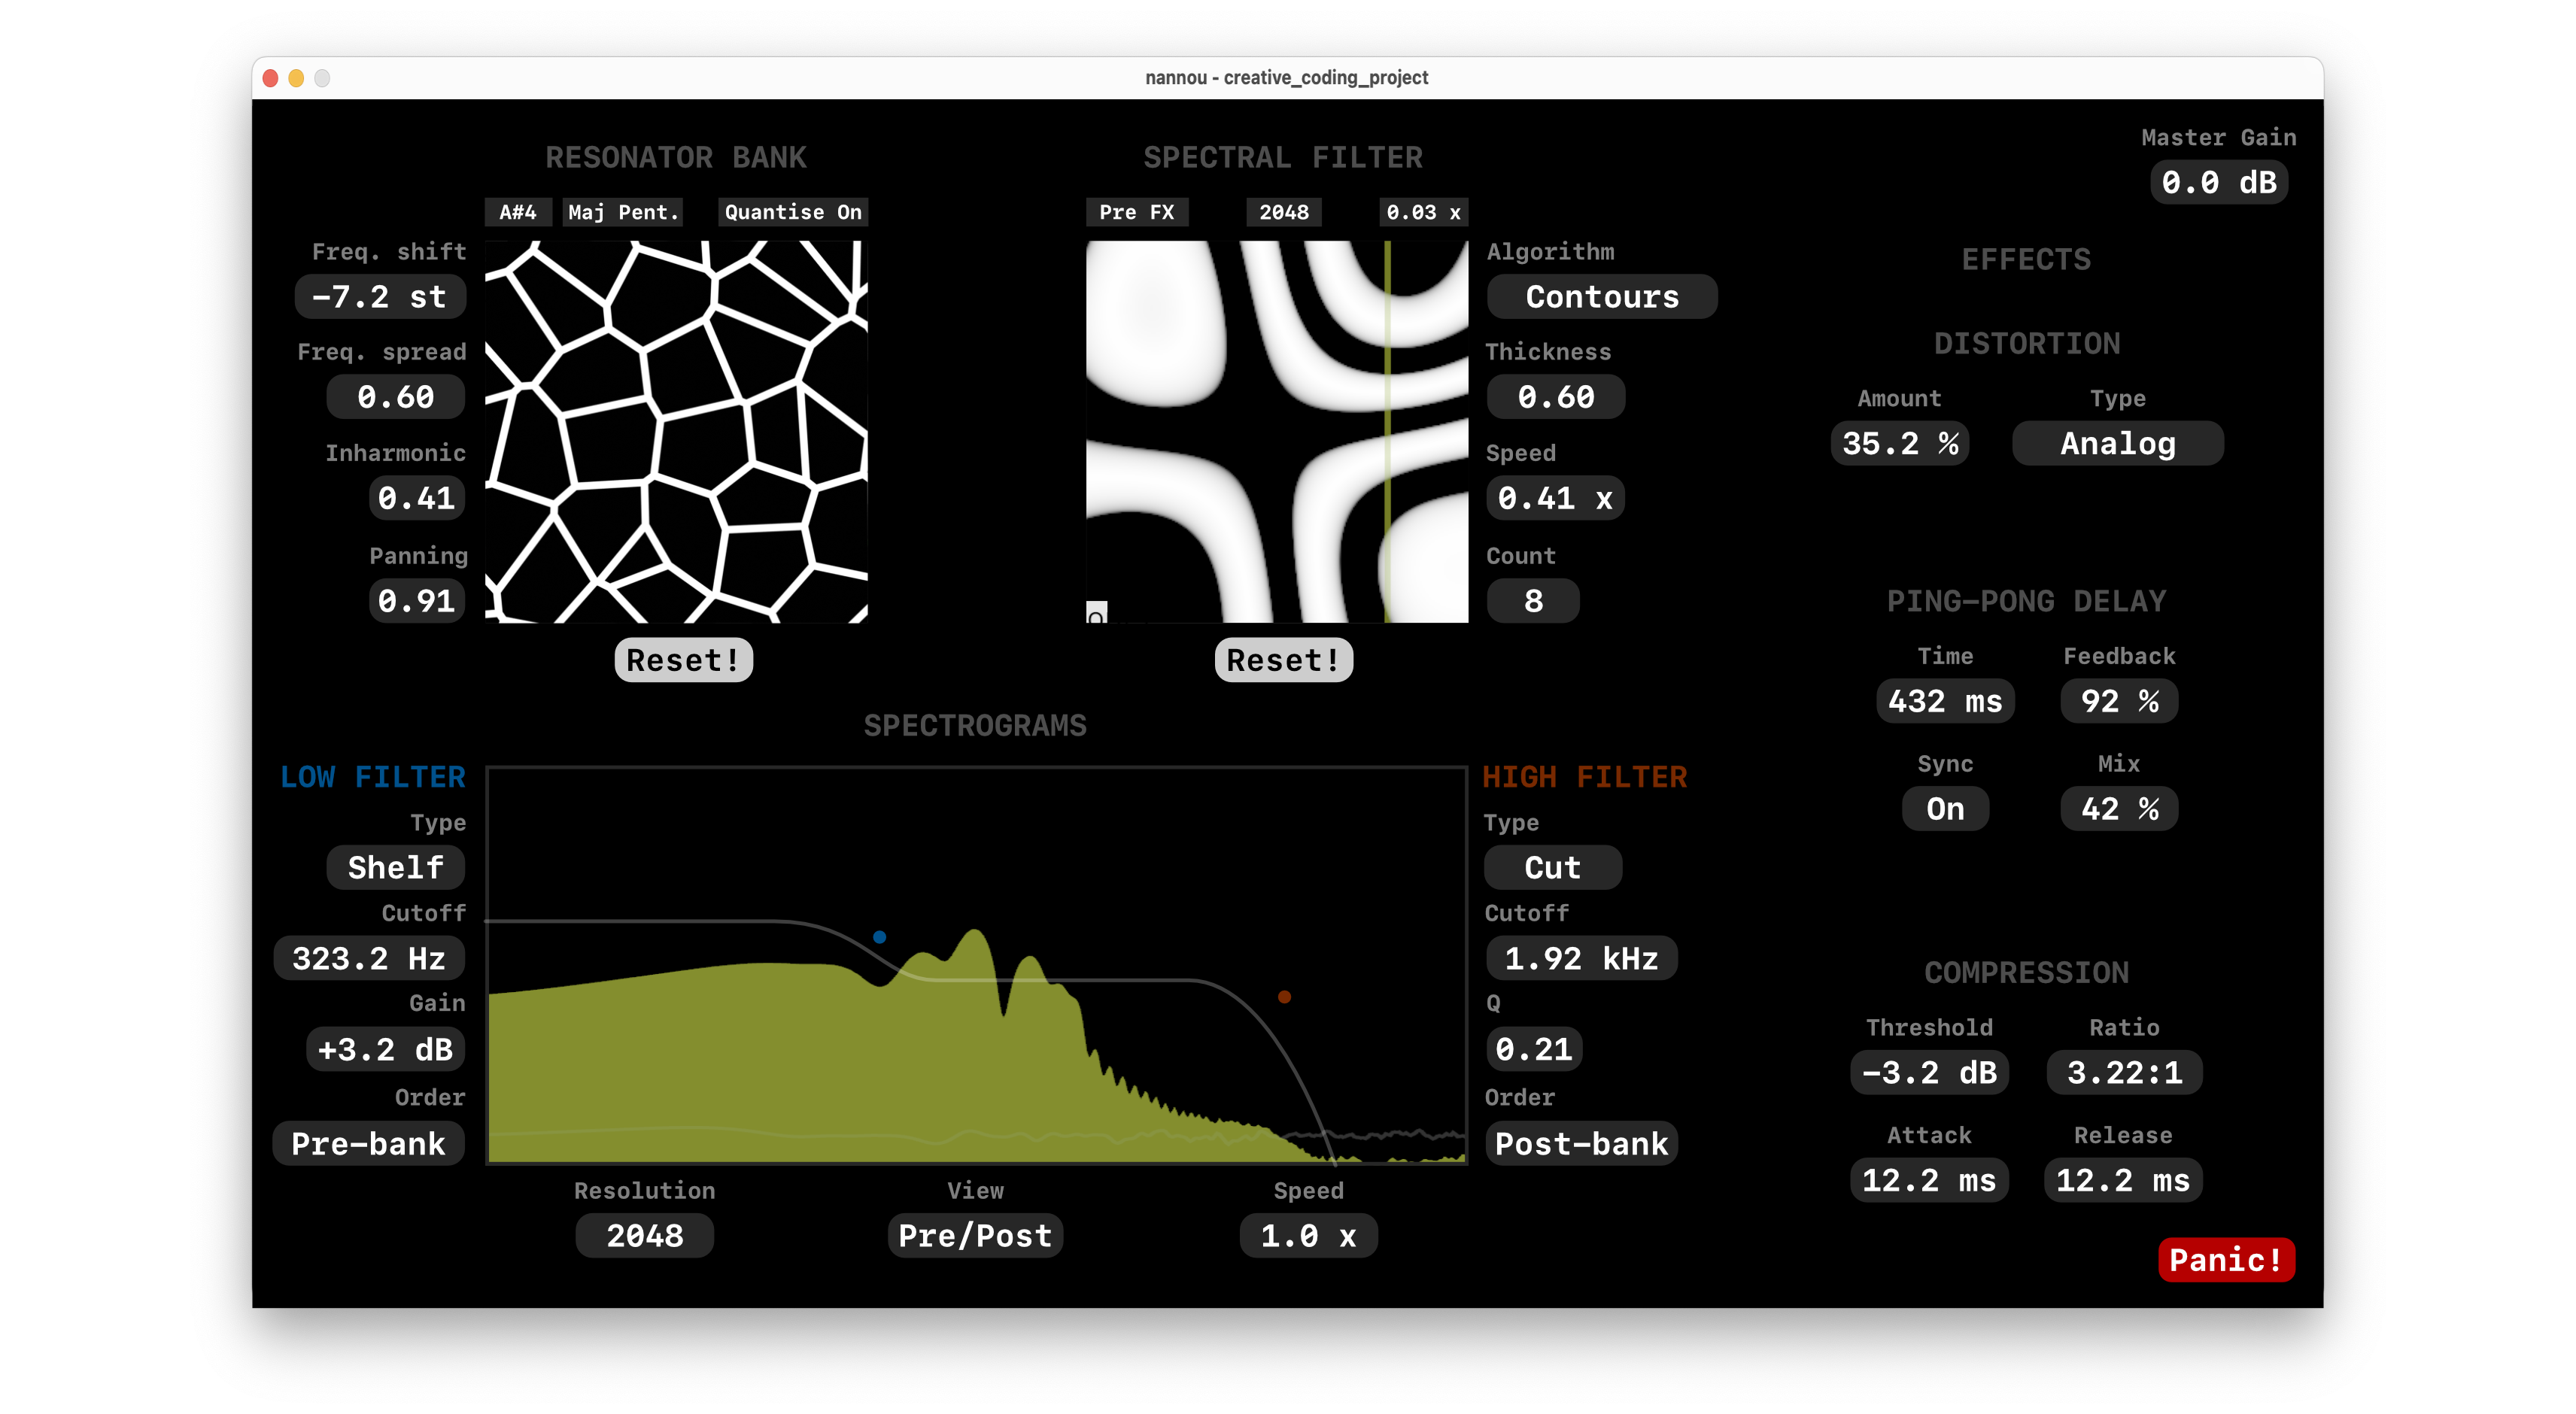 nannou - creative_coding_project
Master Gain
0.0 dB
RESONATOR BANK
A#4 Maj Pent. Quantise On
Freq. shift
-7.2 st
Freq. spread
0.60
Inharmonic
0.41
Panning
0.91
Reset!
SPECTRAL FILTER
Pre FX 2048 0.03 x
Algorithm
Contours
Thickness
0.60
Speed
0.41 x
Count
8
Reset!
EFFECTS
DISTORTION
Amount Type
35.2 % Analog
PING-PONG DELAY
Time Feedback
432 ms 92 %
Sync Mix
On 42 %
SPECTROGRAMS
LOW FILTER
Type
Shelf
Cutoff
323.2 Hz
Gain
+3.2 dB
Order
Pre-bank
HIGH FILTER
Type
Cut
Cutoff
1.92 kHz
Q
0.21
Order
Post-bank
Resolution View Speed
2048 Pre/Post 1.0 x
COMPRESSION
Threshold Ratio
-3.2 dB 3.22:1
Attack Release
12.2 ms 12.2 ms
Panic!